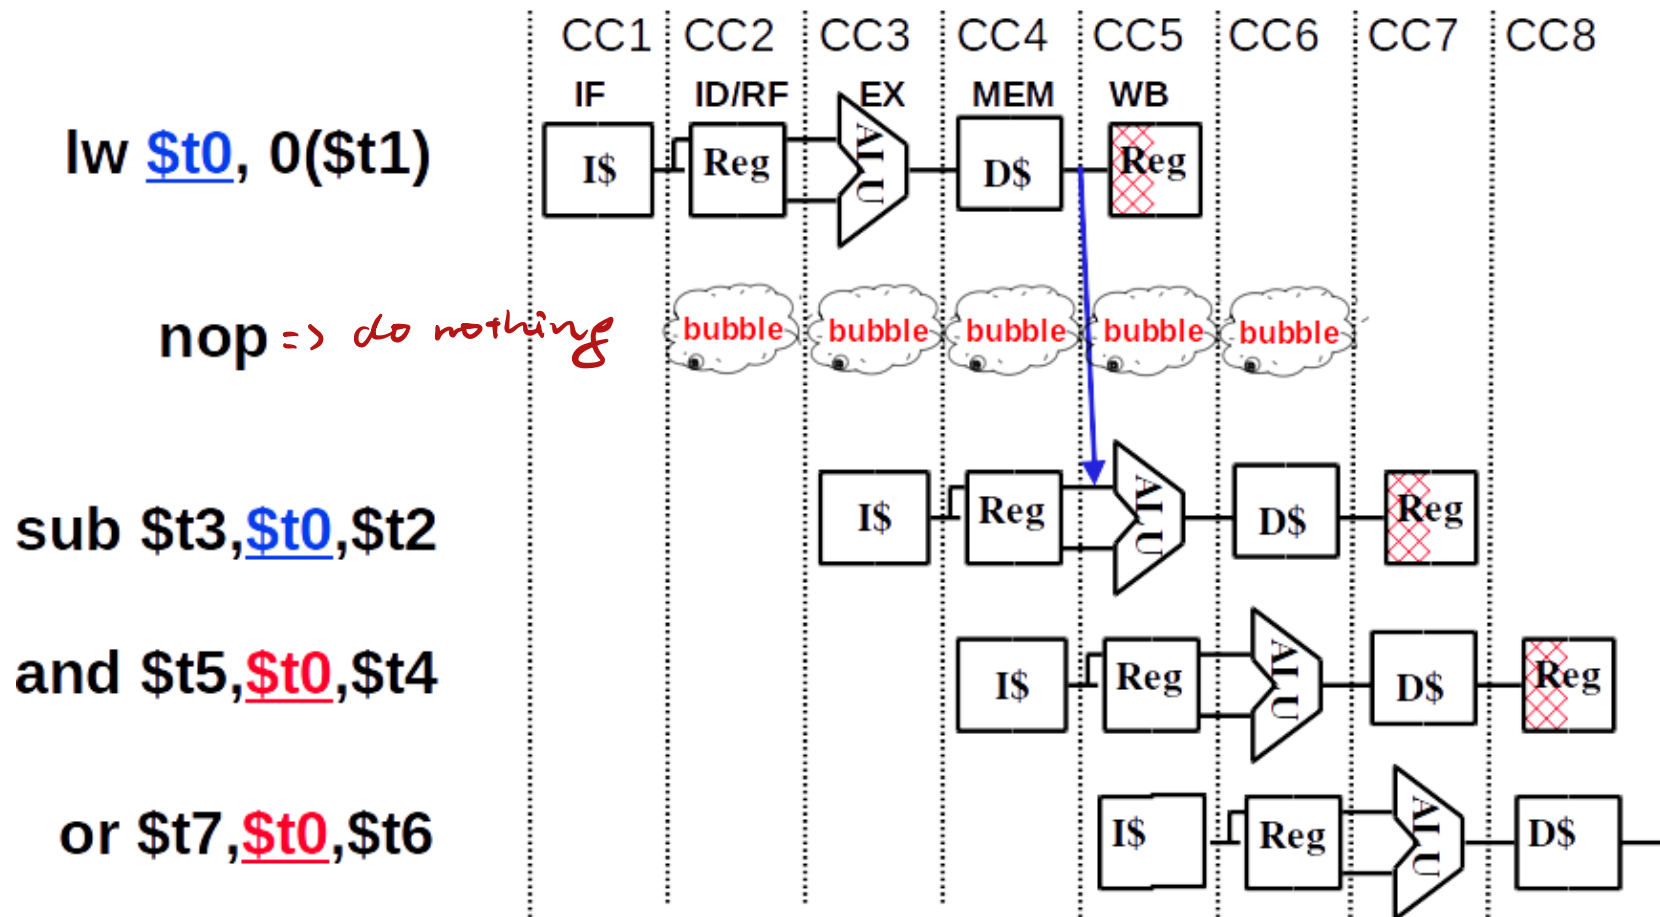 CC1 CC2 CC3 CC4 CC5 CC6 CC7 CC8
IF ID/RF EX MEM WB
lw $t0, 0($t1) I$ Reg ALU D$ Reg
nop => do nothing bubble bubble bubble bubble bubble
sub $t3,$t0,$t2 I$ Reg ALU D$ Reg
and $t5,$t0,$t4 I$ Reg ALU D$ Reg
or $t7,$t0,$t6 I$ Reg ALU D$